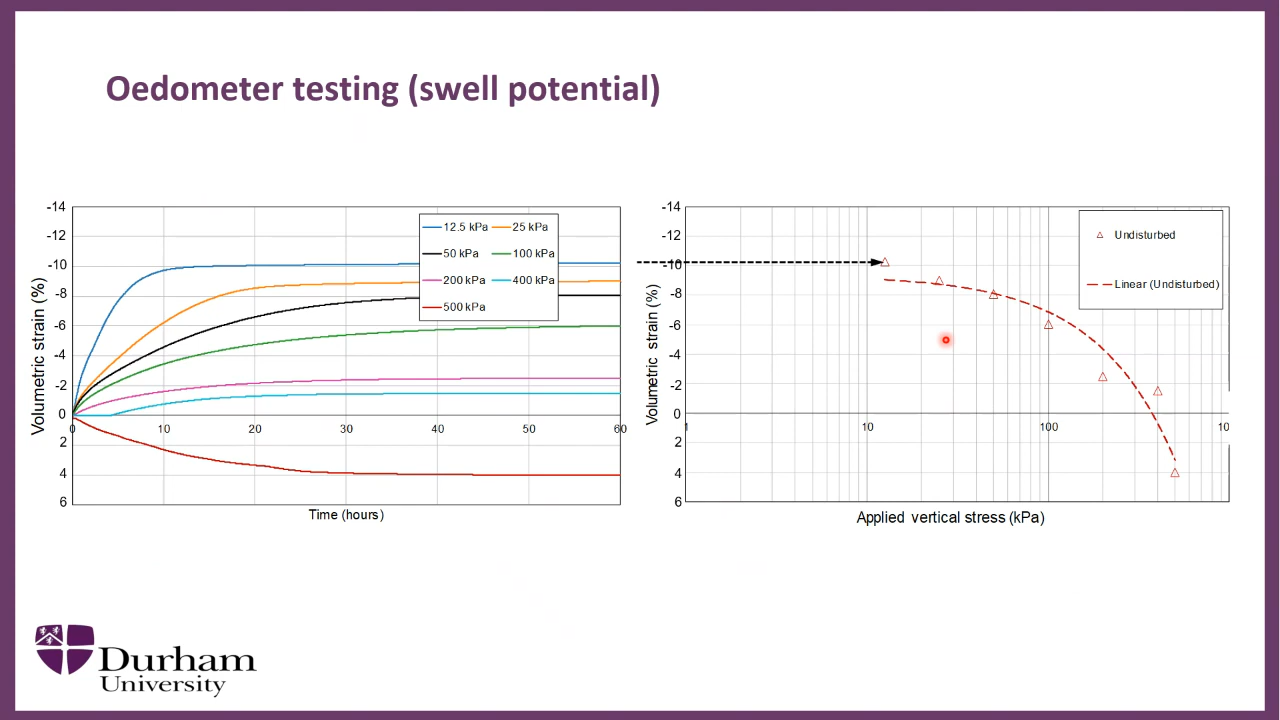 Oedometer testing (swell potential)
-14
-12
-10
-8
-6
-4
-2
0
2
4
6
0 10 20 30 40 50 60
Volumetric strain (%)
Time (hours)
12.5 kPa 25 kPa
50 kPa 100 kPa
200 kPa 400 kPa
500 kPa
-14
-12
-10
-8
-6
-4
-2
0
2
4
6
1 10 100 10
Volumetric strain (%)
Applied vertical stress (kPa)
Undisturbed
Linear (Undisturbed)
Durham
University